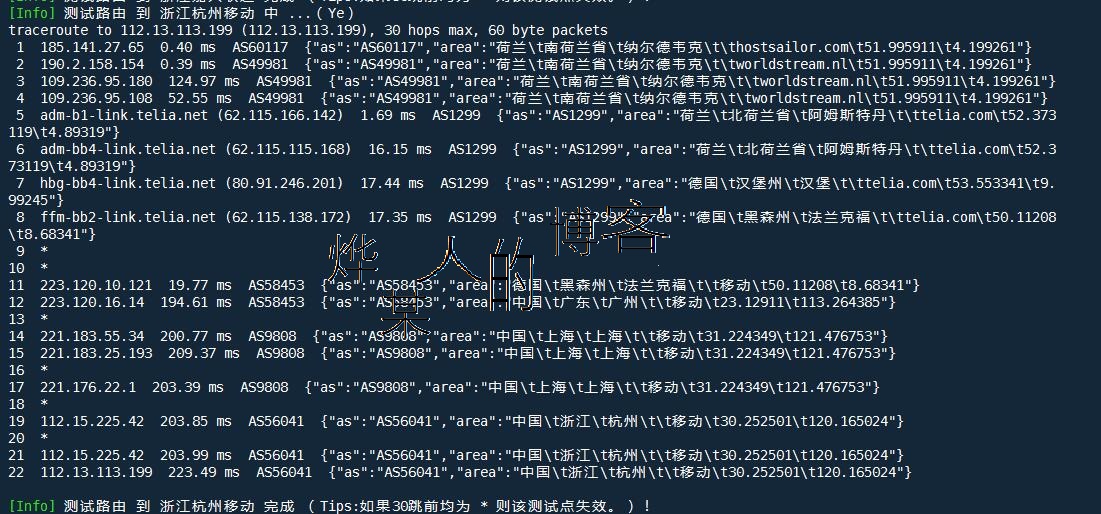 [Info] 测试路由 到 浙江杭州移动 中 ...(Ye)
traceroute to 112.13.113.199 (112.13.113.199), 30 hops max, 60 byte packets
1 185.141.27.65 0.40 ms AS60117 {"as":"AS60117","area":"荷兰\t南荷兰省\t纳尔德韦克\t\thostsailor.com\t51.995911\t4.199261"}
2 190.2.158.154 0.39 ms AS49981 {"as":"AS49981","area":"荷兰\t南荷兰省\t纳尔德韦克\t\tworldstream.nl\t51.995911\t4.199261"}
3 109.236.95.180 124.97 ms AS49981 {"as":"AS49981","area":"荷兰\t南荷兰省\t纳尔德韦克\t\tworldstream.nl\t51.995911\t4.199261"}
4 109.236.95.108 52.55 ms AS49981 {"as":"AS49981","area":"荷兰\t南荷兰省\t纳尔德韦克\t\tworldstream.nl\t51.995911\t4.199261"}
5 adm-b1-link.telia.net (62.115.166.142) 1.69 ms AS1299 {"as":"AS1299","area":"荷兰\t北荷兰省\t阿姆斯特丹\t\ttelia.com\t52.373
119\t4.89319"}
6 adm-bb4-link.telia.net (62.115.115.168) 16.15 ms AS1299 {"as":"AS1299","area":"荷兰\t北荷兰省\t阿姆斯特丹\t\ttelia.com\t52.3
73119\t4.89319"}
7 hbg-bb4-link.telia.net (80.91.246.201) 17.44 ms AS1299 {"as":"AS1299","area":"德国\t汉堡州\t汉堡\t\ttelia.com\t53.553341\t9.
99245"}
8 ffm-bb2-link.telia.net (62.115.138.172) 17.35 ms AS1299 {"as":"AS1299","area":"德国\t黑森州\t法兰克福\t\ttelia.com\t50.11208
\t8.68341"}
9 *
10 *
11 223.120.10.121 19.77 ms AS58453 {"as":"AS58453","area":"德国\t黑森州\t法兰克福\t\t移动\t50.11208\t8.68341"}
12 223.120.16.14 194.61 ms AS58453 {"as":"AS58453","area":"中国\t广东\t广州\t\t移动\t23.12911\t113.264385"}
13 *
14 221.183.55.34 200.77 ms AS9808 {"as":"AS9808","area":"中国\t上海\t上海\t\t移动\t31.224349\t121.476753"}
15 221.183.25.193 209.37 ms AS9808 {"as":"AS9808","area":"中国\t上海\t上海\t\t移动\t31.224349\t121.476753"}
16 *
17 221.176.22.1 203.39 ms AS9808 {"as":"AS9808","area":"中国\t上海\t上海\t\t移动\t31.224349\t121.476753"}
18 *
19 112.15.225.42 203.85 ms AS56041 {"as":"AS56041","area":"中国\t浙江\t杭州\t\t移动\t30.252501\t120.165024"}
20 *
21 112.15.225.42 203.99 ms AS56041 {"as":"AS56041","area":"中国\t浙江\t杭州\t\t移动\t30.252501\t120.165024"}
22 112.13.113.199 223.49 ms AS56041 {"as":"AS56041","area":"中国\t浙江\t杭州\t\t移动\t30.252501\t120.165024"}
[Info] 测试路由 到 浙江杭州移动 完成 (Tips:如果30跳前均为 * 则该测试点失效。) !
烨某人的博客